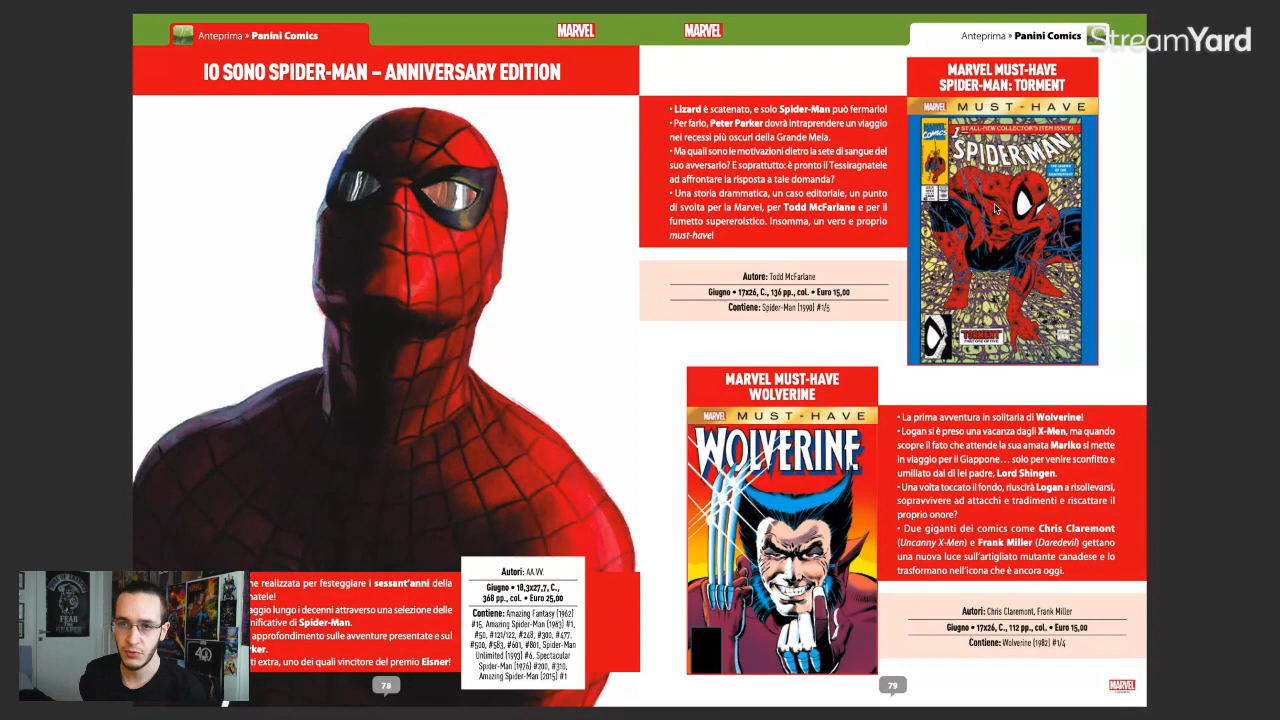 Anteprima » Panini Comics
MARVEL
MARVEL
Anteprima » Panini Comics
StreamYard
IO SONO SPIDER-MAN – ANNIVERSARY EDITION
ne realizzata per festeggiare i sessant'anni della
natele!
aggio lungo i decenni attraverso una selezione delle
nificative di Spider-Man.
approfondimento sulle avventure presentate e sul
rker.
ti extra, uno dei quali vincitore del premio Eisner!
Autori: AA.VV.
Giugno • 18,3x27,7, C.,
368 pp., col. • Euro 25,00
Contiene: Amazing Fantasy (1962)
#15, Amazing Spider-Man (1963) #1,
#50, #121/122, #248, #300, #477,
#500, #583, #601, #801, Spider-Man
Unlimited (1993) #6, Spectacular
Spider-Man (1976) #200, #310,
Amazing Spider-Man (2015) #1
78
• Lizard è scatenato, e solo Spider-Man può fermarlo!
• Per farlo, Peter Parker dovrà intraprendere un viaggio
nei recessi più oscuri della Grande Mela.
• Ma quali sono le motivazioni dietro la sete di sangue del
suo avversario? E soprattutto: è pronto il Tessiragnatele
ad affrontare la risposta a tale domanda?
• Una storia drammatica, un caso editoriale, un punto
di svolta per la Marvel, per Todd McFarlane e per il
fumetto supereroistico. Insomma, un vero e proprio
must-have!
Autore: Todd McFarlane
Giugno • 17x26, C., 136 pp., col. • Euro 15,00
Contiene: Spider-Man (1990) #1/5
MARVEL MUST-HAVE
SPIDER-MAN: TORMENT
MARVEL MUST-HAVE
MARVEL COMICS
1ST ALL-NEW COLLECTOR'S ITEM ISSUE!
SPIDER-MAN
TORMENT
MARVEL MUST-HAVE
WOLVERINE
MARVEL MUST-HAVE
WOLVERINE
• La prima avventura in solitaria di Wolverine!
• Logan si è preso una vacanza dagli X-Men, ma quando
scopre il fato che attende la sua amata Mariko si mette
in viaggio per il Giappone… solo per venire sconfitto e
umiliato dal di lei padre, Lord Shingen.
• Una volta toccato il fondo, riuscirà Logan a risollevarsi,
sopravvivere ad attacchi e tradimenti e riscattare il
proprio onore?
• Due giganti dei comics come Chris Claremont
(Uncanny X-Men) e Frank Miller (Daredevil) gettano
una nuova luce sull'artigliato mutante canadese e lo
trasformano nell'icona che è ancora oggi.
Autori: Chris Claremont, Frank Miller
Giugno • 17x26, C., 112 pp., col. • Euro 15,00
Contiene: Wolverine (1982) #1/4
79
MARVEL